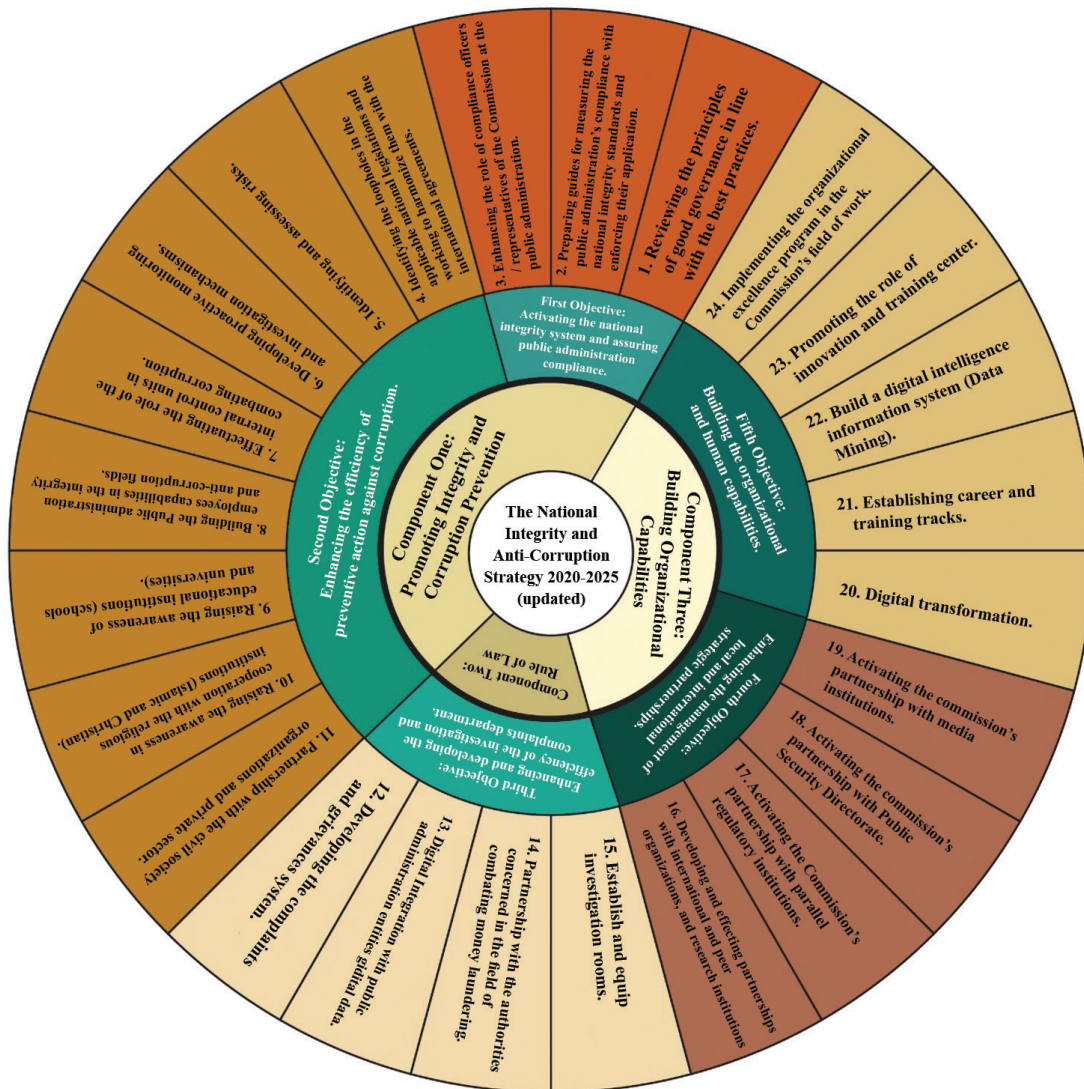 The National
Integrity and
Anti-Corruption
Strategy 2020-2025
(updated)
Component One:
Promoting Integrity and
Corruption Prevention
Component Two:
Rule of Law
Component Three:
Building Organizational
Capabilities
First Objective:
Activating the national
integrity system and assuring
public administration
compliance.
Second Objective:
Enhancing the efficiency of
preventive action against corruption.
Third Objective:
Enhancing and developing the
efficiency of the investigation and
complaints department.
Fourth Objective:
Enhancing the management of
local and international
strategic partnerships.
Fifth Objective:
Building the organizational
and human capabilities.
1. Reviewing the principles
of good governance in line
with the best practices.
2. Preparing guides for measuring the
public administration's compliance with
national integrity standards and
enforcing their application.
3. Enhancing the role of compliance officers
/ representatives of the Commission at the
public administration.
4. Identifying the loopholes in the
applicable national legislations and
working to harmonize them with the
international agreements.
5. Identifying and assessing risks.
6. Developing proactive monitoring
and investigation mechanisms
7. Effectuating the role of the
internal control units in
combating corruption.
8. Building the Public administration
employees capabilities in the integrity
and anti-corruption fields.
9. Raising the awareness of
educational institutions (schools
and universities).
10. Raising the awareness in
cooperation with the religious
institutions (Islamic and Christian).
11. Partnership with the civil society
organizations and private sector.
12. Developing the complaints
and grievances system.
13. Digital Integration with public
administration entities gidital data.
14. Partnership with the authorities
concerned in the field of
combating money laundering.
15. Establish and equip
investigation rooms.
16. Developing and effecting partnerships
with international and peer
organizations, and research institutions
17. Activating the Commission's
partnership with parallel
regulatory institutions.
18. Activating the commission's
partnership with Public
Security Directorate.
19. Activating the commission's
partnership with media
institutions.
20. Digital transformation.
21. Establishing career and
training tracks.
22. Build a digital intelligence
information system (Data
Mining).
23. Promoting the role of
innovation and training center.
24. Implementing the organizational
excellence program in the
Commission's field of work.